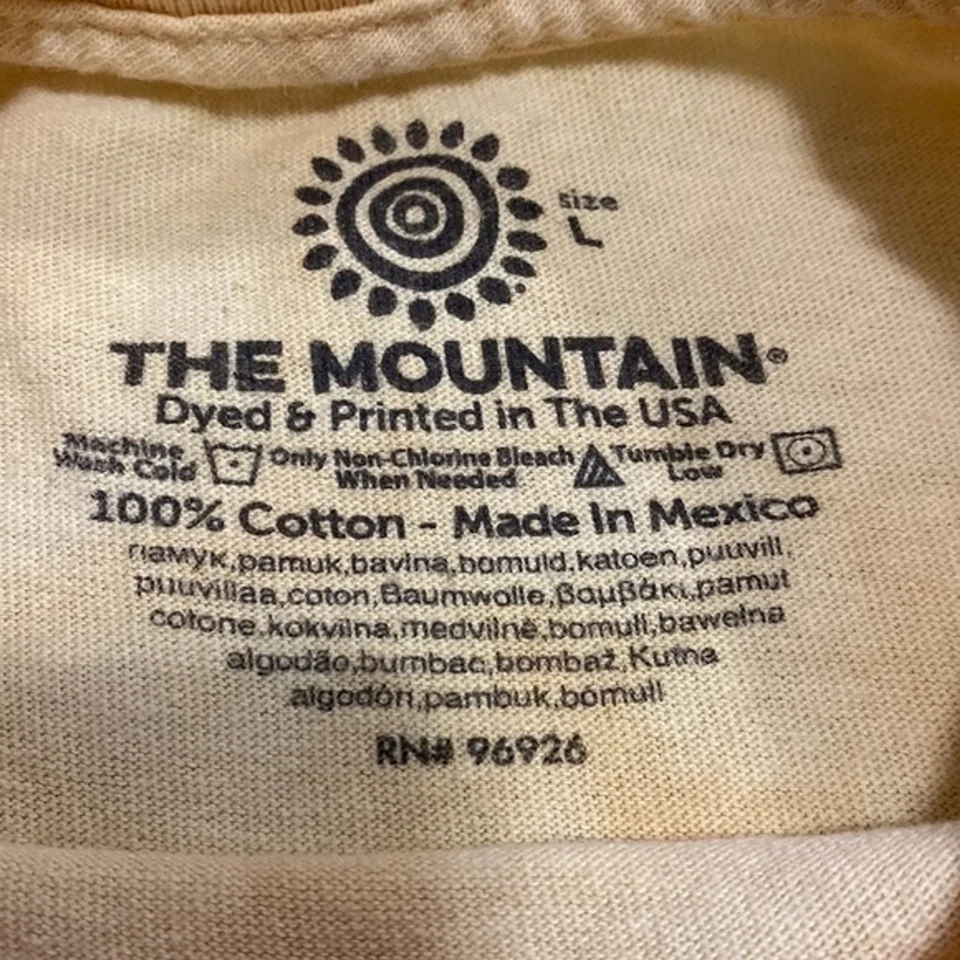 size
L
THE MOUNTAIN®
Dyed & Printed in The USA
Machine Wash Cold
Only Non-Chlorine Bleach When Needed
Tumble Dry Low
100% Cotton - Made In Mexico
памук,pamuk,bavlna,bomuld,katoen,puuvill,
puuvillaa,coton,Baumwolle,βαμβάκι,pamut
cotone,kokvilna,medvilnė,bomull,bawełna
algodão,bumbac,bombaž,Kutna
algodón,pambuk,bómull
RN# 96926